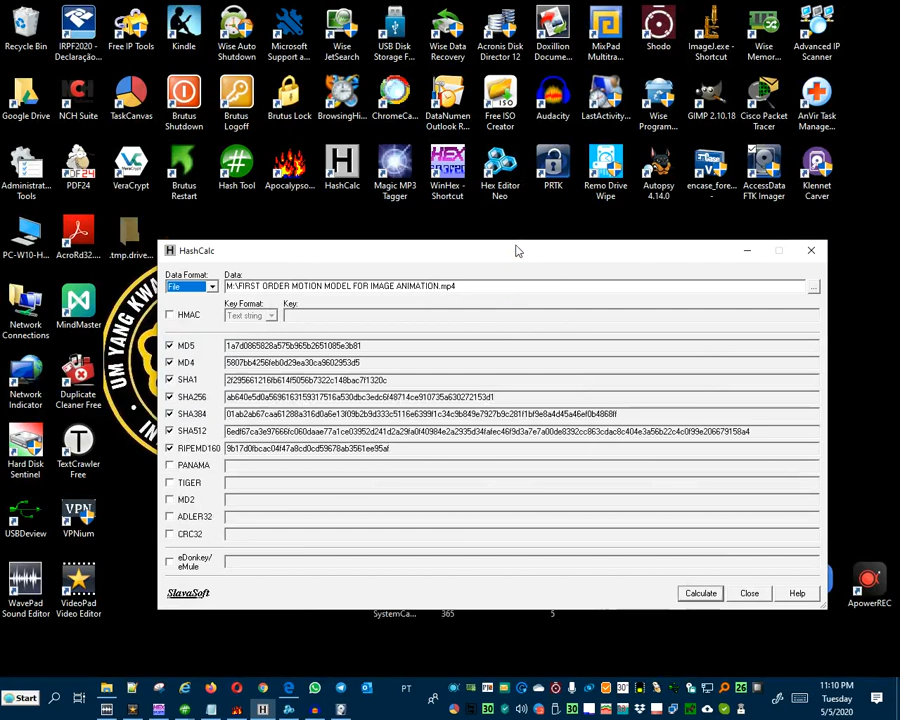 Recycle Bin
IRPF2020 -
Declaração...
Free IP Tools
Kindle
Wise Auto
Shutdown
Microsoft
Support a...
Wise
JetSearch
USB Disk
Storage F...
Wise Data
Recovery
Acronis Disk
Director 12
Doxillion
Docume...
MixPad
Multitra...
Shodo
ImageJ.exe -
Shortcut
Wise
Memor...
Advanced IP
Scanner
Google Drive
NCH Suite
TaskCanvas
Brutus
Shutdown
Brutus
Logoff
Brutus Lock
BrowsingHi...
ChromeCa...
DataNumen
Outlook R...
Free ISO
Creator
Audacity
LastActivity...
Wise
Program...
GIMP 2.10.18
Cisco Packet
Tracer
AnVir Task
Manage...
Administrat...
Tools
PDF24
VeraCrypt
Brutus
Restart
Hash Tool
Apocalypso...
HashCalc
Magic MP3
Tagger
WinHex -
Shortcut
Hex Editor
Neo
PRTK
Remo Drive
Wipe
Autopsy
4.14.0
encase_fore...
-
AccessData
FTK Imager
Klennet
Carver
PC-W10-H...
AcroRd32....
.tmp.drive...
Network
Connections
MindMaster
Network
Indicator
Duplicate
Cleaner Free
Hard Disk
Sentinel
TextCrawler
Free
USBDeview
VPNium
WavePad
Sound Editor
VideoPad
Video Editor
UM YANG KWA
HashCalc
Data Format:
Data:
File
M:\FIRST ORDER MOTION MODEL FOR IMAGE ANIMATION.mp4
...
HMAC
Key Format:
Key:
Text string
MD5 1a7d0865828a575b965b2651085e3b81
MD4 5807bb4256feb0d29ea30ca9602953d5
SHA1 2f295661216fb614f5056b7322c148bac7f1320c
SHA256 ab640e5d0a5696163159317516a530dbc3edc6f48714ce910735a630272153d1
SHA384
SHA512
RIPEMD160 9b17d0fbcac04f47a8cd0cd59678ab3561ee95af
PANAMA
TIGER
MD2
ADLER32
CRC32
eDonkey/
eMule
SlavaSoft
Calculate
Close
Help
SystemCa...
365
5
ApowerREC
Start
PT
11:10 PM
Tuesday
5/5/2020